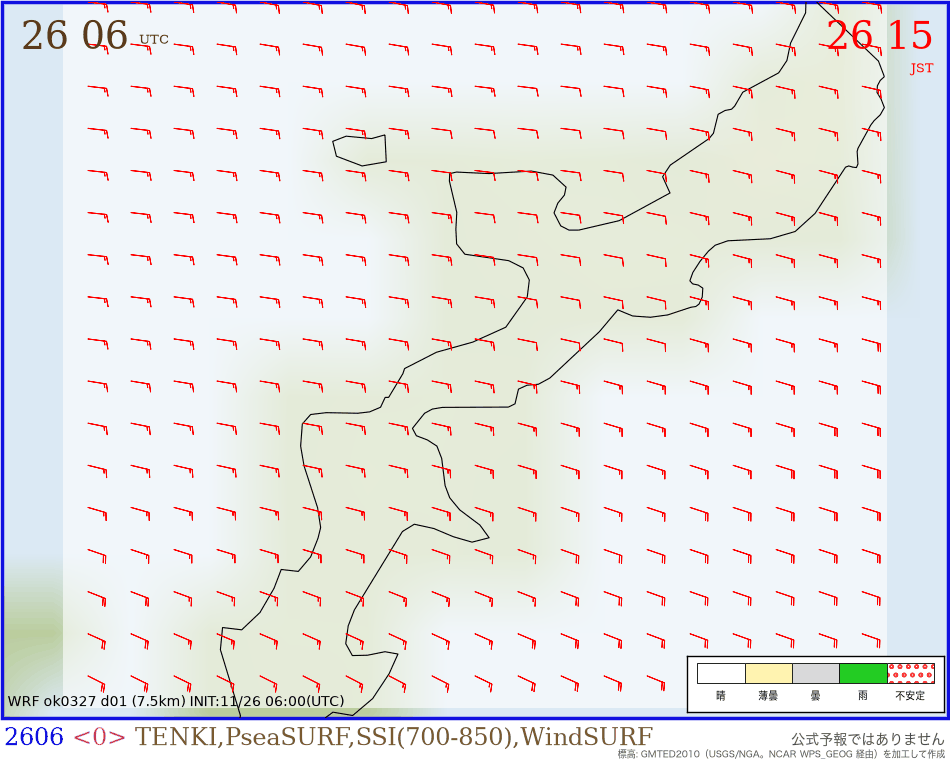 26 06 UTC
26 15
JST
晴 薄曇 曇 雨 不安定
WRF ok0327 d01 (7.5km) INIT:11/26 06:00(UTC)
2606 <0> TENKI,PseaSURF,SSI(700-850),WindSURF
公式予報ではありません
標高: GMTED2010（USGS/NGA。NCAR WPS_GEOG 経由）を加工して作成